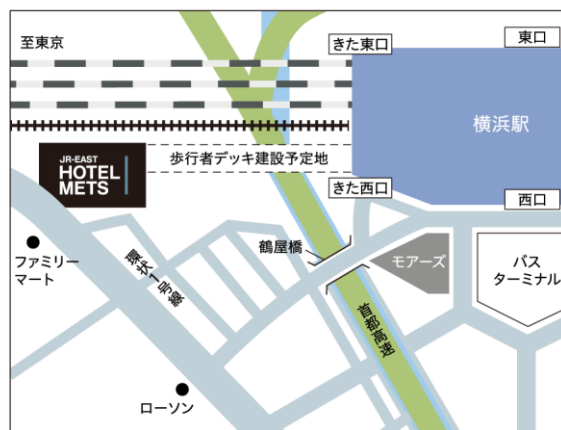 至東京
きた東口
東口
横浜駅
JR-EAST
HOTEL
METS
歩行者デッキ建設予定地
きた西口
西口
鶴屋橋
モアーズ
バス
ターミナル
ファミリー
マート
環状1号線
首都高速
ローソン